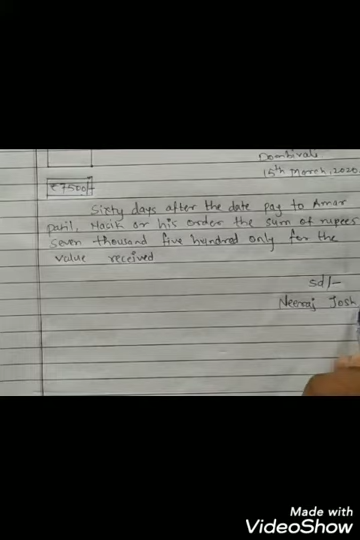 Dombivali
15th March, 2020
₹7500/-
Sixty days after the date pay to Amar
patil, Nasik or his order the sum of rupees
seven thousand five hundred only for the
value received
sd/-
Neeraj Josh
Made with
VideoShow